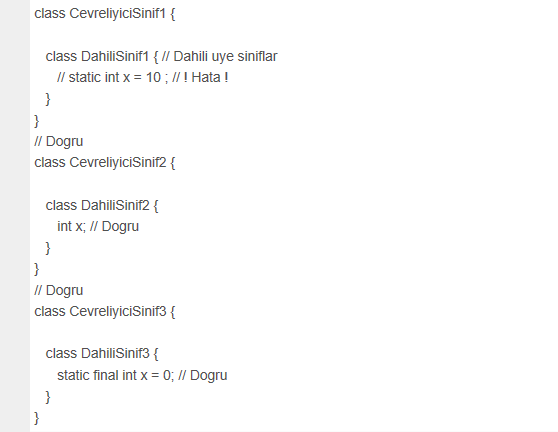 class CevreliyiciSinif1 {
class DahiliSinif1 { // Dahili uye siniflar
// static int x = 10 ; // ! Hata !
}
}
// Dogru
class CevreliyiciSinif2 {
class DahiliSinif2 {
int x; // Dogru
}
}
// Dogru
class CevreliyiciSinif3 {
class DahiliSinif3 {
static final int x = 0; // Dogru
}
}